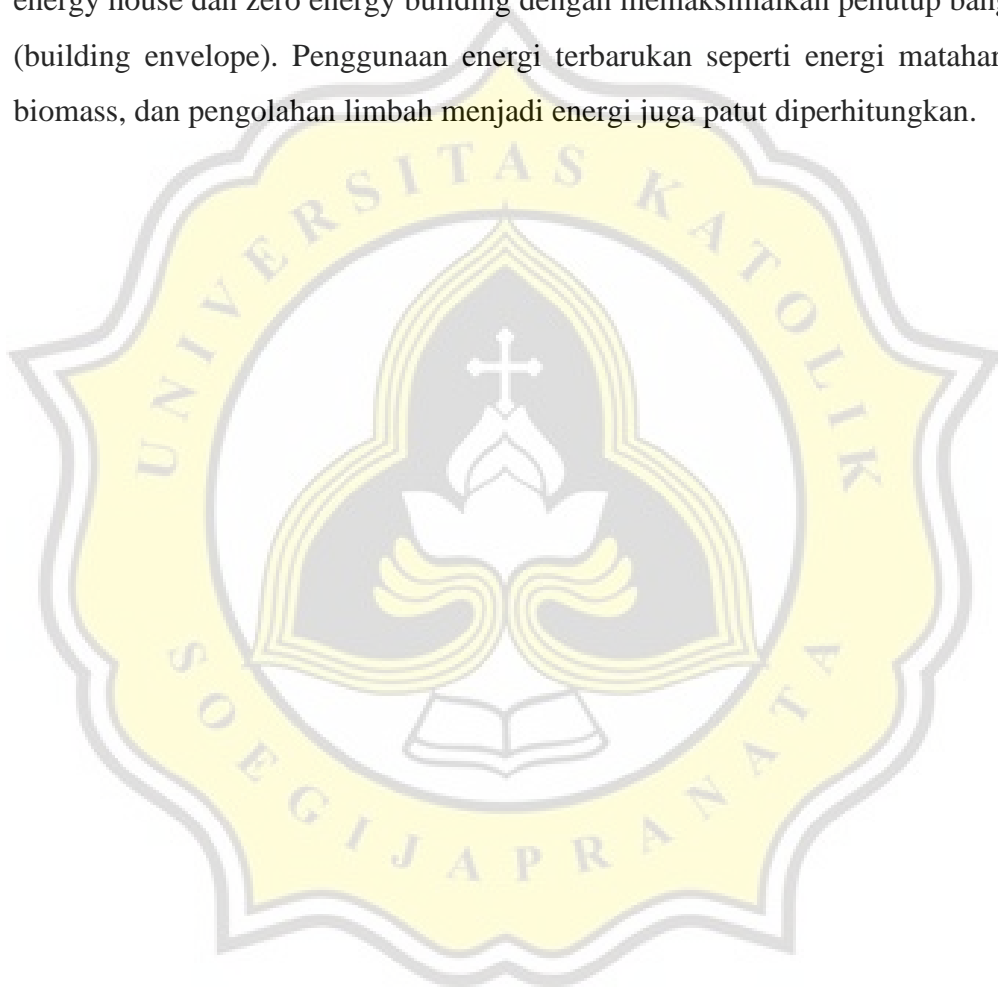 energy house dan zero energy building dengan memaksimalkan penutup bang
(building envelope). Penggunaan energi terbarukan seperti energi matahar
biomass, dan pengolahan limbah menjadi energi juga patut diperhitungkan.
UNIVERSITAS KATOLIK
SOEGIJAPRANATA